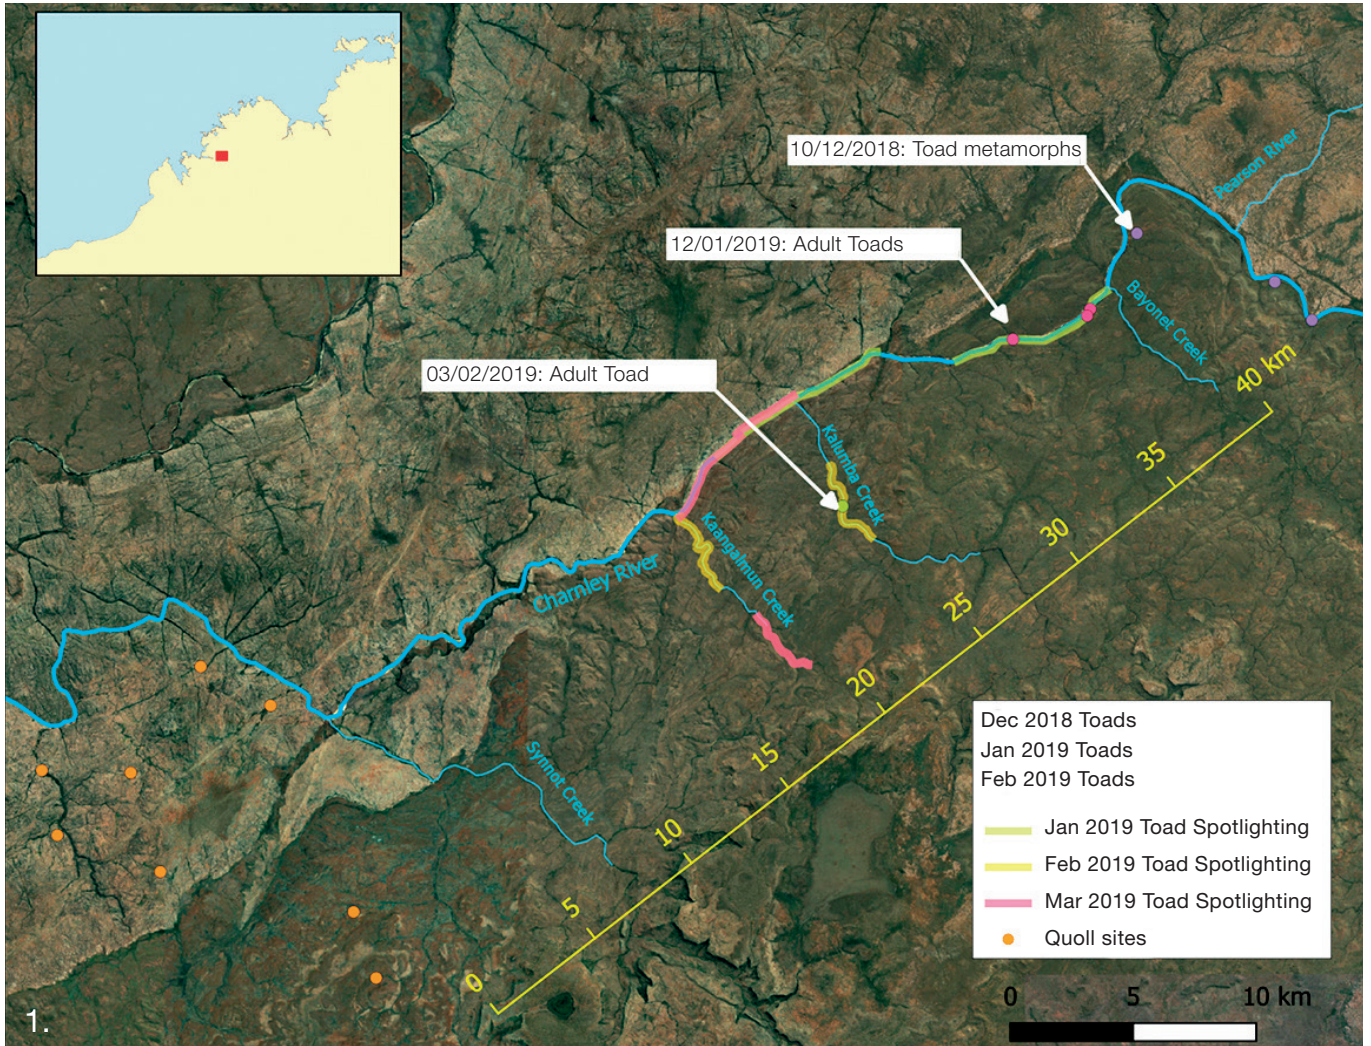 10/12/2018: Toad metamorphs
Pearson River
12/01/2019: Adult Toads
Bayonet Creek
03/02/2019: Adult Toad
40 km
Kalumba Creek
35
30
Kaangalmun Creek
Charnley River
25
20
15
Synnot Creek
10
5
0
Dec 2018 Toads
Jan 2019 Toads
Feb 2019 Toads
Jan 2019 Toad Spotlighting
Feb 2019 Toad Spotlighting
Mar 2019 Toad Spotlighting
Quoll sites
0 5 10 km
1.